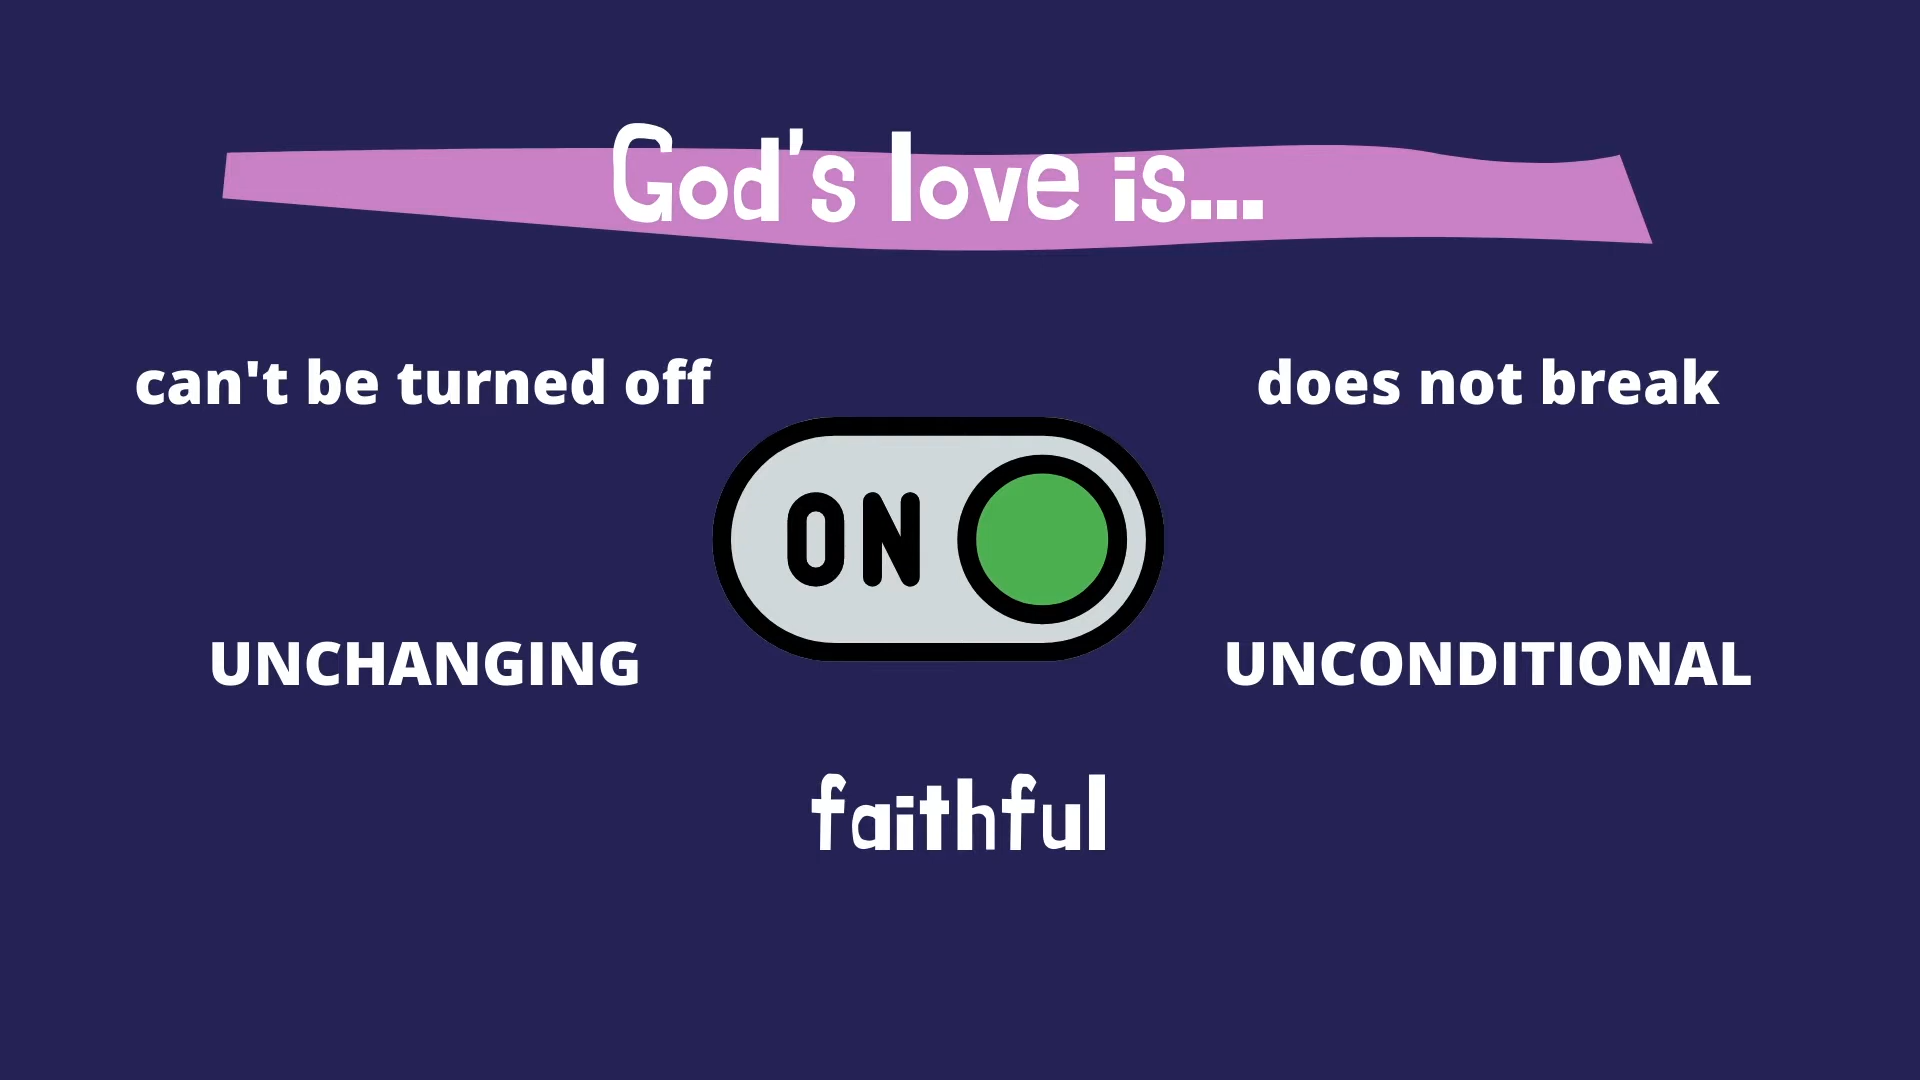 God's love is...
can't be turned off
does not break
ON
UNCHANGING
UNCONDITIONAL
faithful